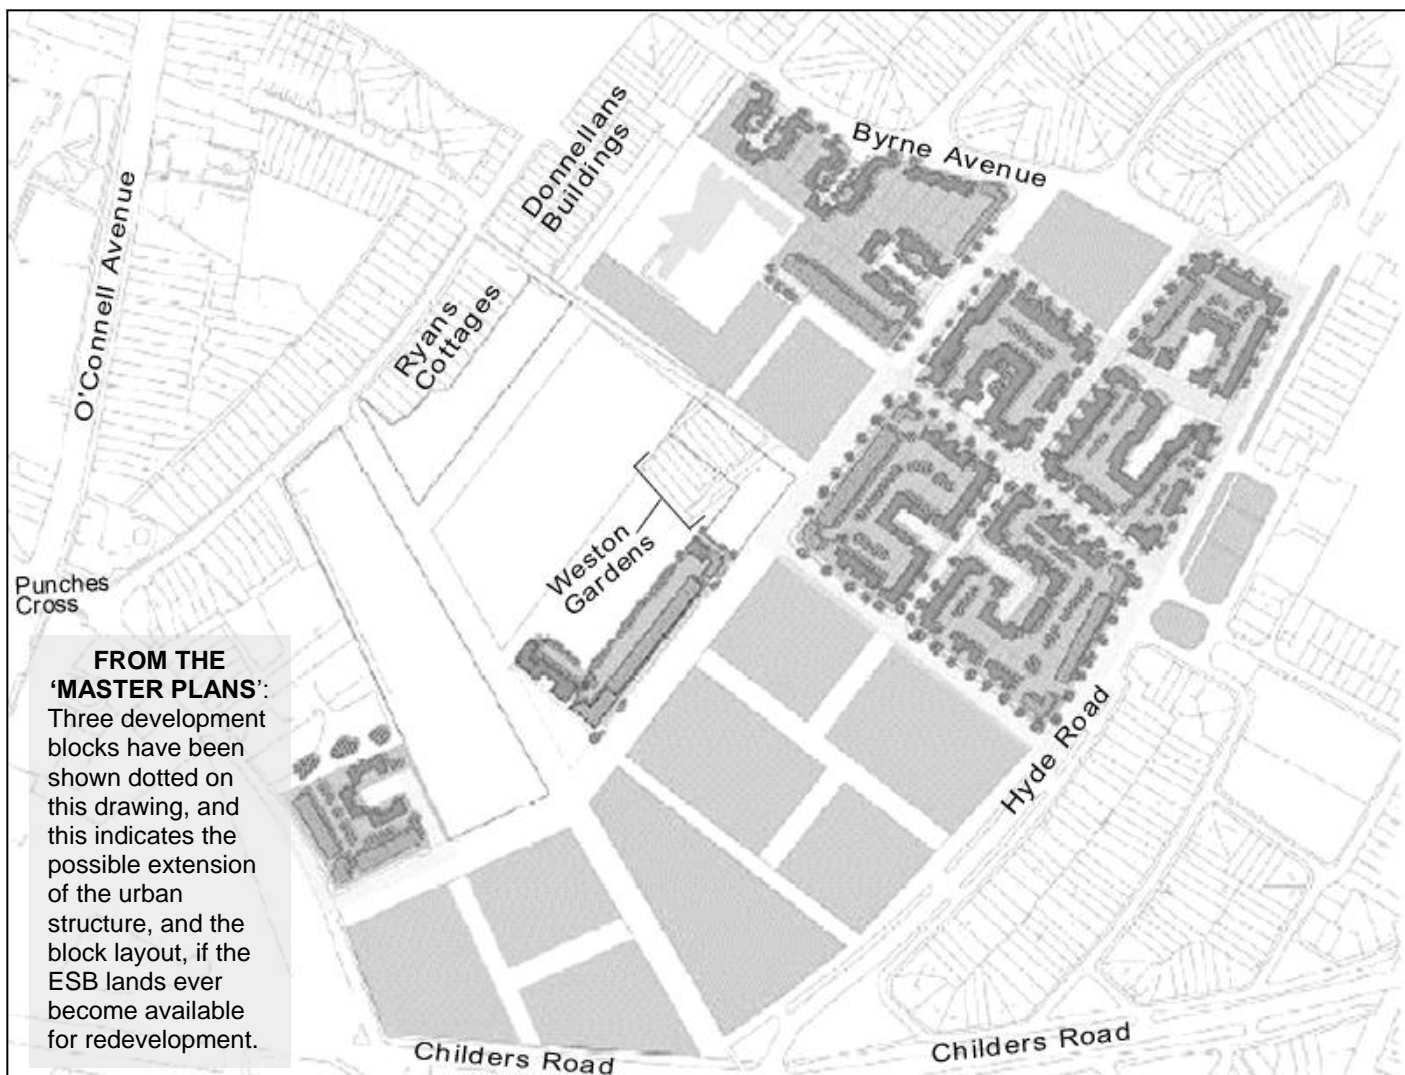 Byrne Avenue
Donnellans
Buildings
O'Connell Avenue
Ryans
Cottages
Weston
Gardens
Punches
Cross
Hyde Road
FROM THE
‘MASTER PLANS’:
Three development
blocks have been
shown dotted on
this drawing, and
this indicates the
possible extension
of the urban
structure, and the
block layout, if the
ESB lands ever
become available
for redevelopment.
Childers Road
Childers Road